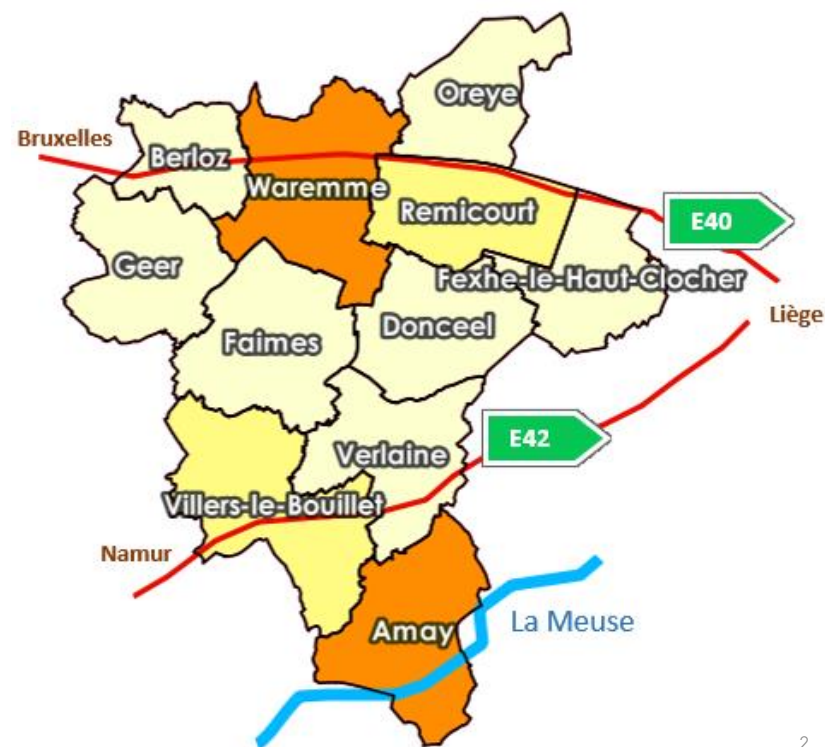 Oreye
Bruxelles
Berloz
Waremme
Remicourt
E40
Geer
Fexhe-le-Haut-Clocher
Liège
Donceel
Faimes
E42
Verlaine
Villers-le-Bouillet
Namur
La Meuse
Amay
2